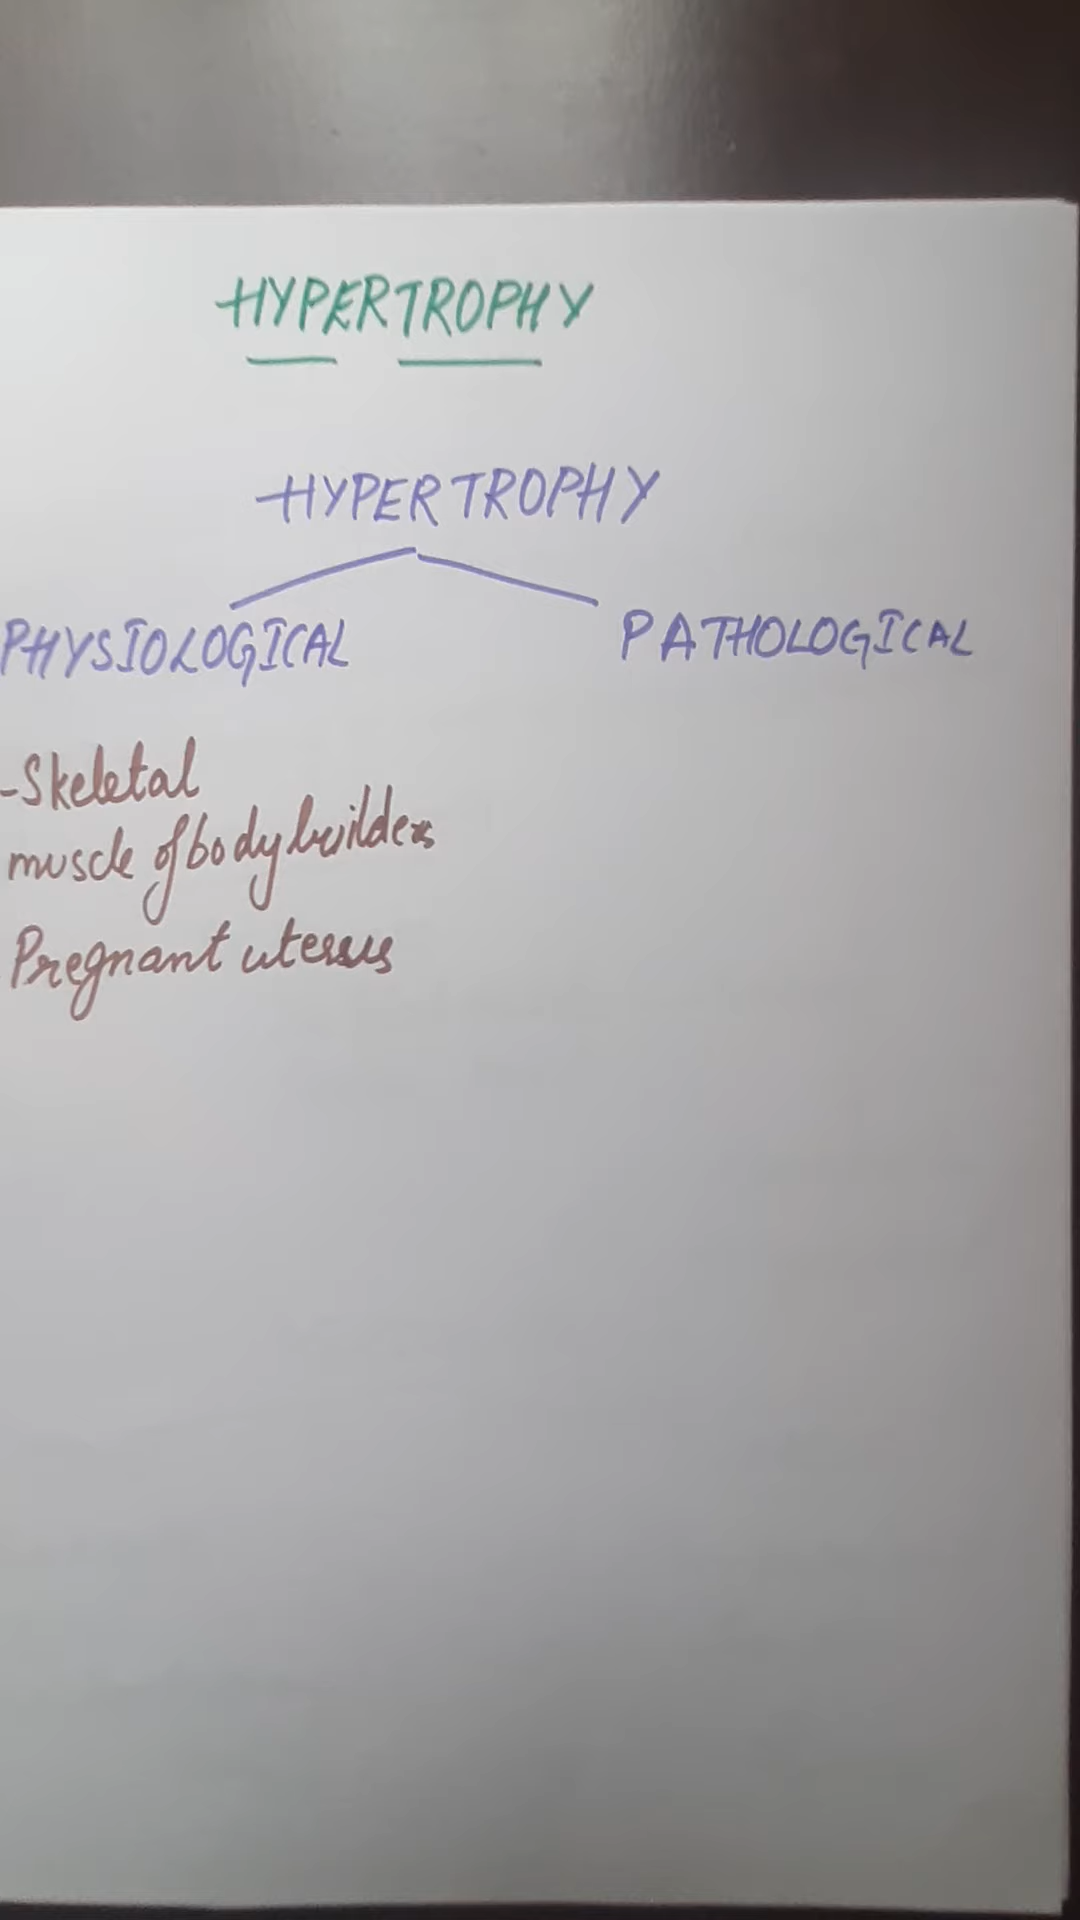 HYPERTROPHY
HYPERTROPHY
PHYSIOLOGICAL PATHOLOGICAL
-Skeletal
muscle of bodybuilders
Pregnant uterus